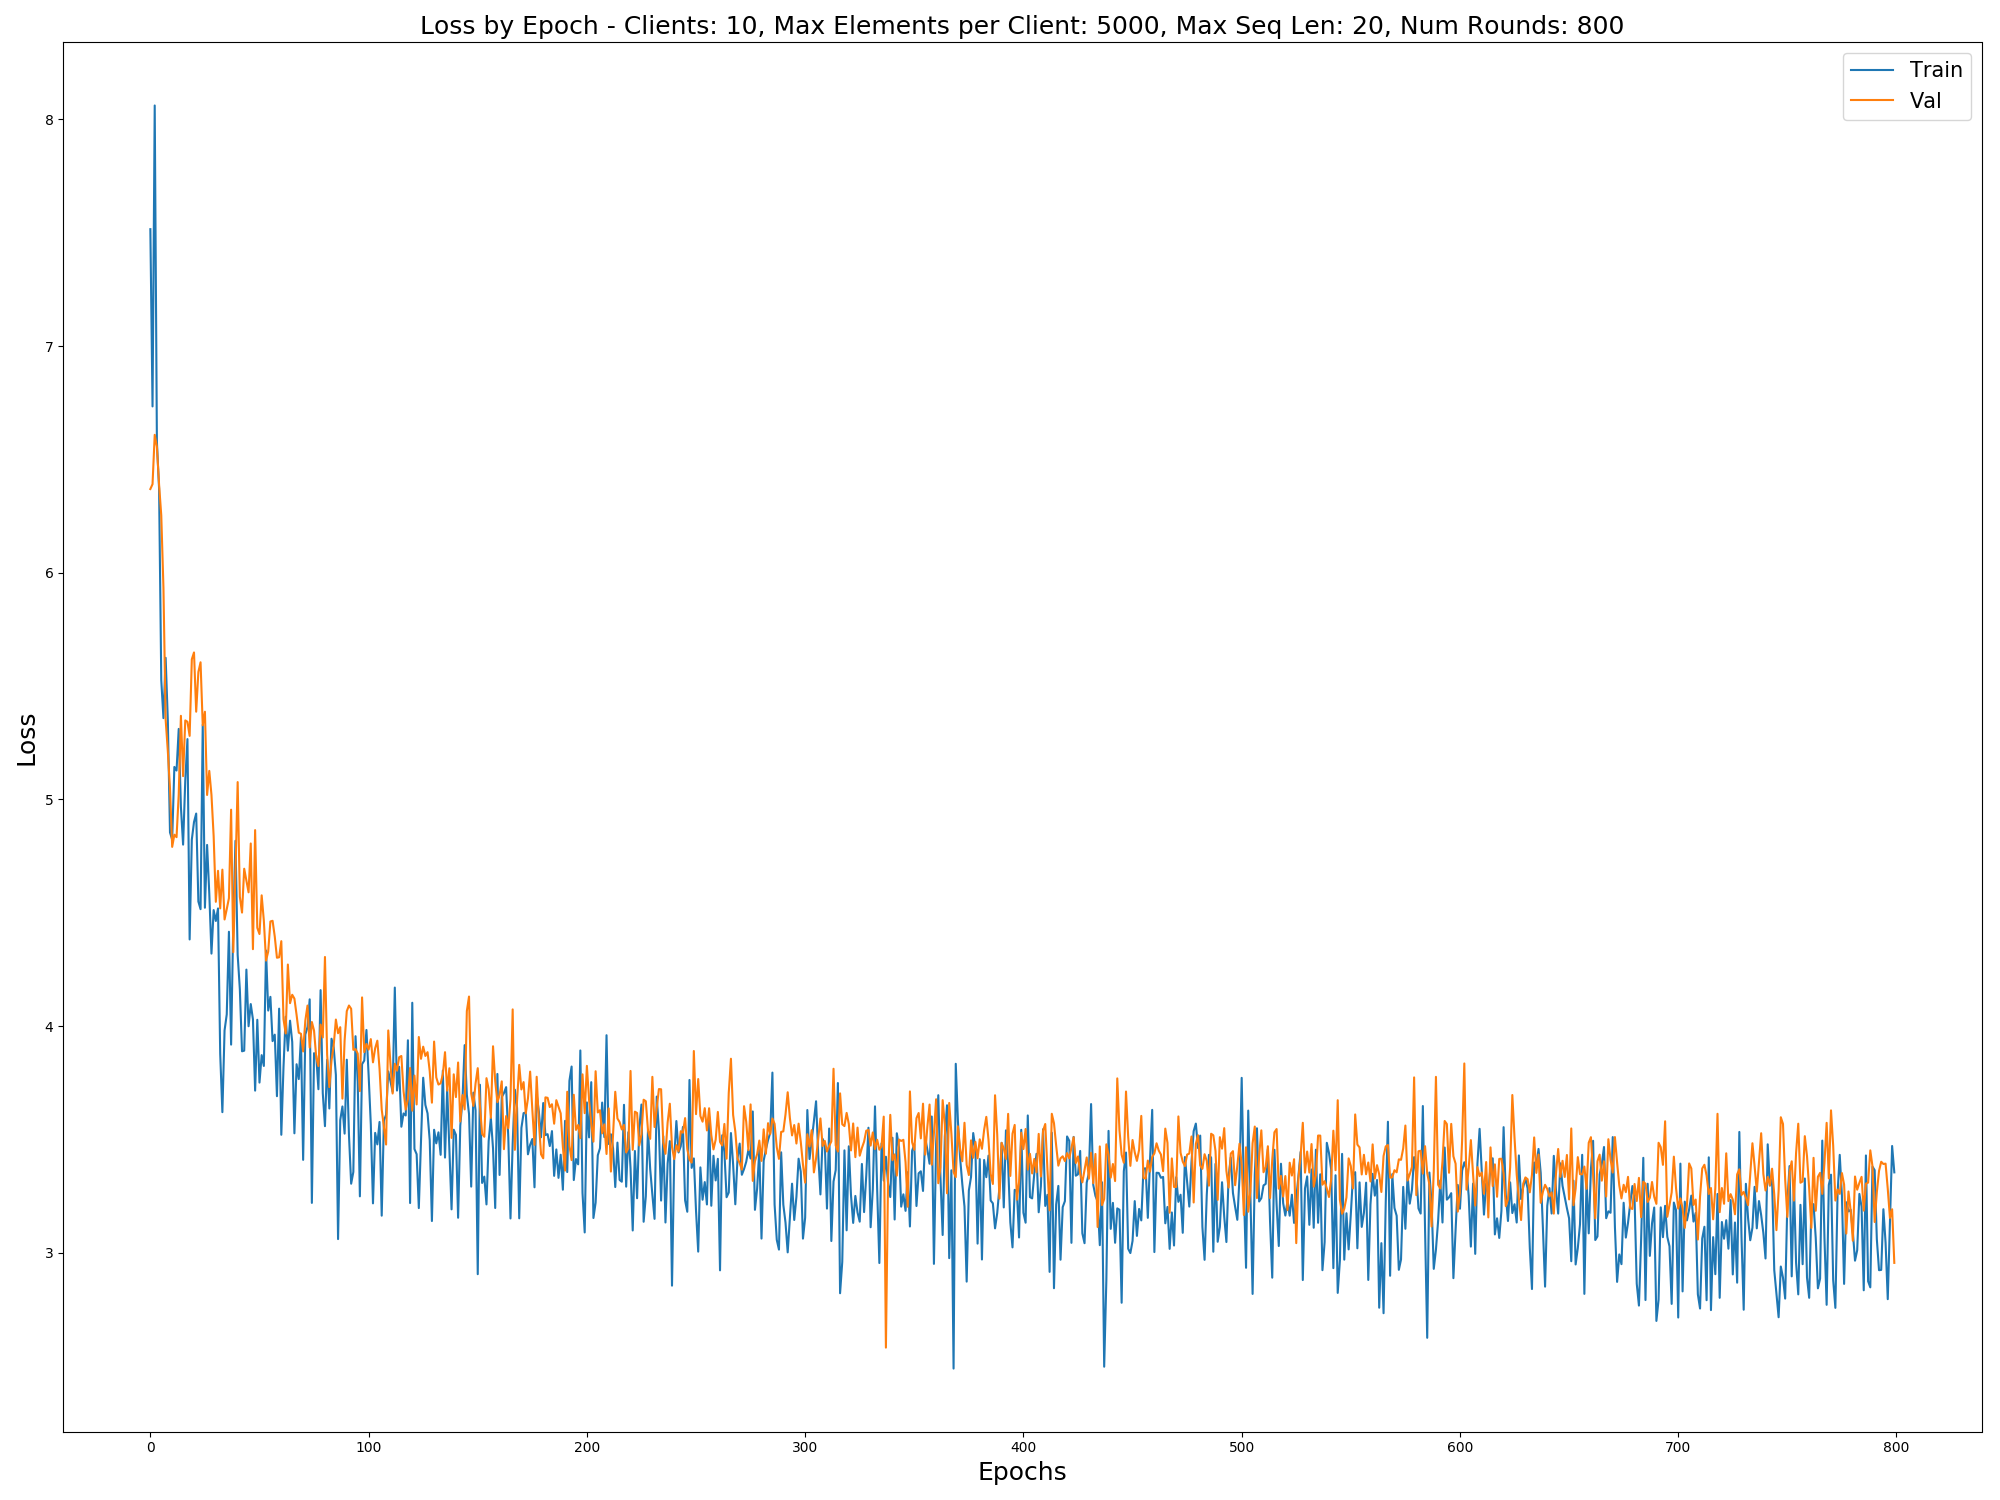 Loss by Epoch - Clients: 10, Max Elements per Client: 5000, Max Seq Len: 20, Num Rounds: 800
Train
Val
8
7
6
5
4
3
Loss
0 100 200 300 400 500 600 700 800
Epochs